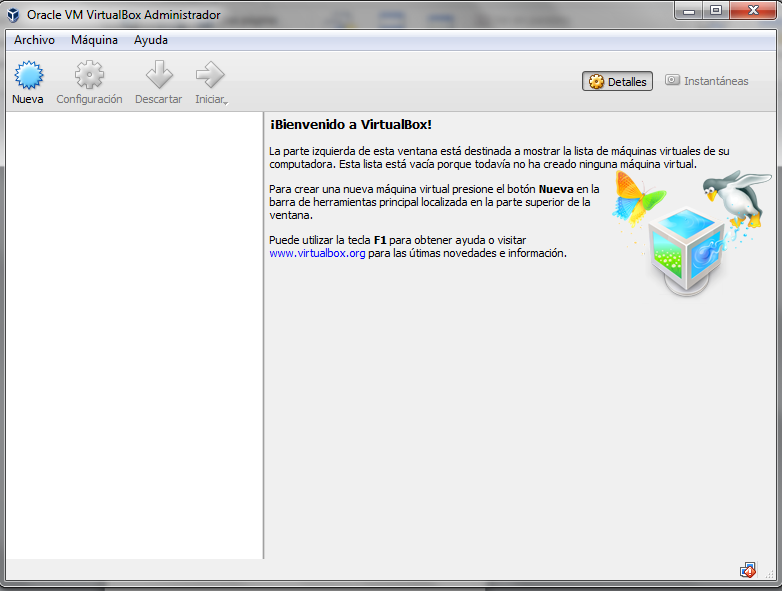 Oracle VM VirtualBox Administrador
Archivo Máquina Ayuda
Nueva Configuración Descartar Iniciar
Detalles Instantáneas
¡Bienvenido a VirtualBox!
La parte izquierda de esta ventana está destinada a mostrar la lista de máquinas virtuales de su
computadora. Esta lista está vacía porque todavía no ha creado ninguna máquina virtual.
Para crear una nueva máquina virtual presione el botón Nueva en la
barra de herramientas principal localizada en la parte superior de la
ventana.
Puede utilizar la tecla F1 para obtener ayuda o visitar
www.virtualbox.org para las útimas novedades e información.